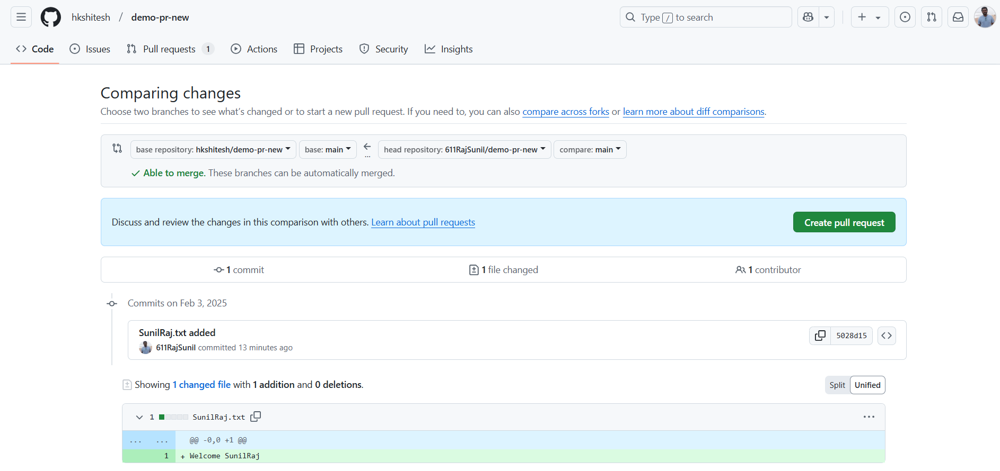 hkshitesh / demo-pr-new
Type / to search
Code Issues Pull requests 1 Actions Projects Security Insights
Comparing changes
Choose two branches to see what's changed or to start a new pull request. If you need to, you can also compare across forks or learn more about diff comparisons.
base repository: hkshitesh/demo-pr-new base: main ... head repository: 611RajSunil/demo-pr-new compare: main
Able to merge. These branches can be automatically merged.
Discuss and review the changes in this comparison with others. Learn about pull requests
Create pull request
1 commit 1 file changed 1 contributor
Commits on Feb 3, 2025
SunilRaj.txt added
5028d15
611RajSunil committed 13 minutes ago
Showing 1 changed file with 1 addition and 0 deletions.
Split Unified
1 SunilRaj.txt
... ... @@ -0,0 +1 @@
1 + Welcome SunilRaj